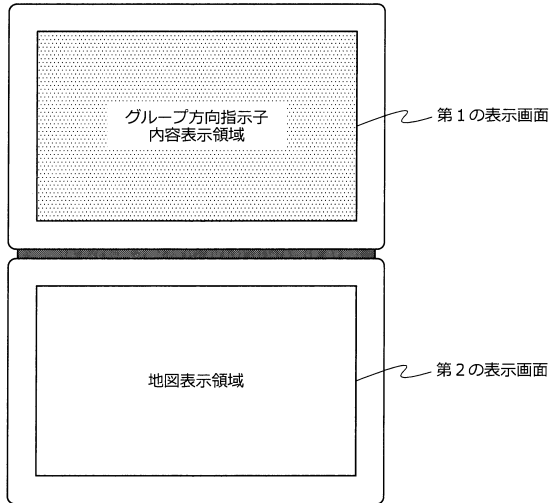 グループ方向指示子
内容表示領域
第１の表示画面
地図表示領域
第２の表示画面